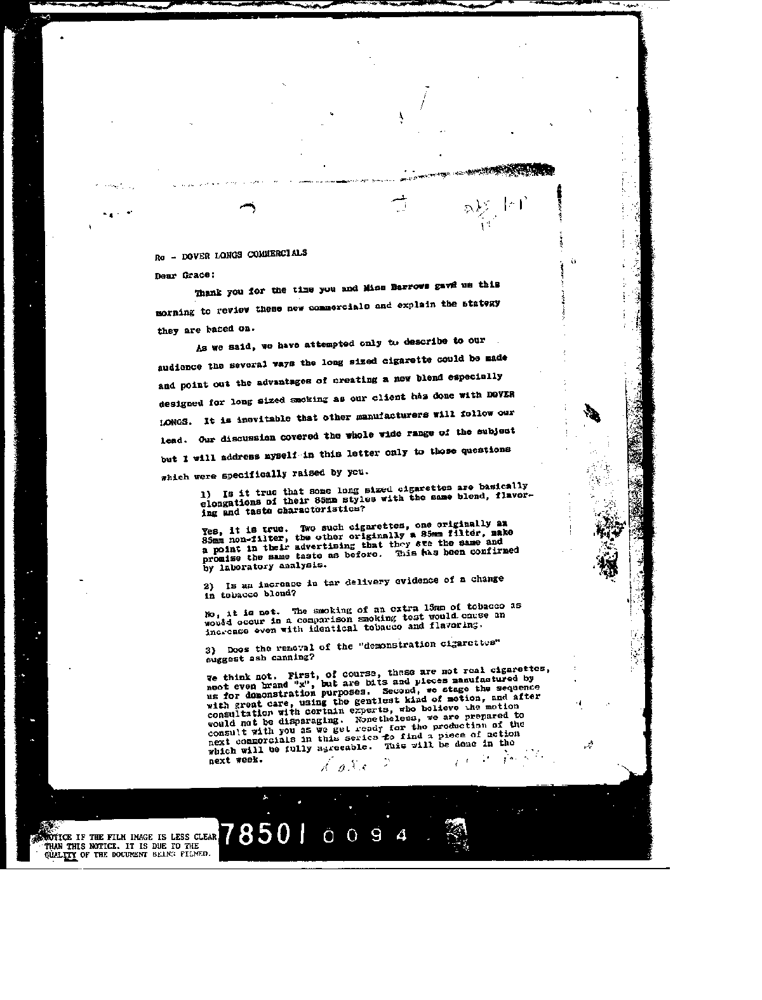 Re - DOVER LONGS COMMERCIALS
Dear Grace:
Thank you for the time you and Miss Barrows gave us this
morning to review these new commercials and explain the stategy
they are based on.
As we said, we have attempted only to describe to our
audience the several ways the long sized cigarette could be made
and point out the advantages of creating a new blend especially
designed for long sized smoking as our client has done with DOVER
LONGS. It is inevitable that other manufacturers will follow our
lead. Our discussion covered the whole wide range of the subject
but I will address myself in this letter only to those questions
which were specifically raised by you.
1) Is it true that some long sized cigarettes are basically
elongations of their 85mm styles with the same blend, flavor-
ing and taste characteristics?
Yes, it is true. Two such cigarettes, one originally an
85mm non-filter, the other originally a 85mm filter, make
a point in their advertising that they are the same and
promise the same taste as before. This has been confirmed
by laboratory analysis.
2) Is an increase in tar delivery evidence of a change
in tobacco blend?
No, it is not. The smoking of an extra 15mm of tobacco as
would occur in a comparison smoking test would cause an
increase even with identical tobacco and flavoring.
3) Does the removal of the "demonstration cigarettes"
suggest ash canning?
We think not. First, of course, these are not real cigarettes,
noot even brand "x", but are bits and pieces manufactured by
us for demonstration purposes. Second, we stage the sequence
with great care, using the gentlest kind of motion, and after
consultation with certain experts, who believe the motion
would not be disparaging. Nonetheless, we are prepared to
consult with you as we get ready for the production of the
next commercials in this series to find a piece of action
which will be fully agreeable. This will be done in the
next week.
NOTICE IF THE FILM IMAGE IS LESS CLEAR
THAN THIS NOTICE. IT IS DUE TO THE
QUALITY OF THE DOCUMENT BEING FILMED.
78501 0094